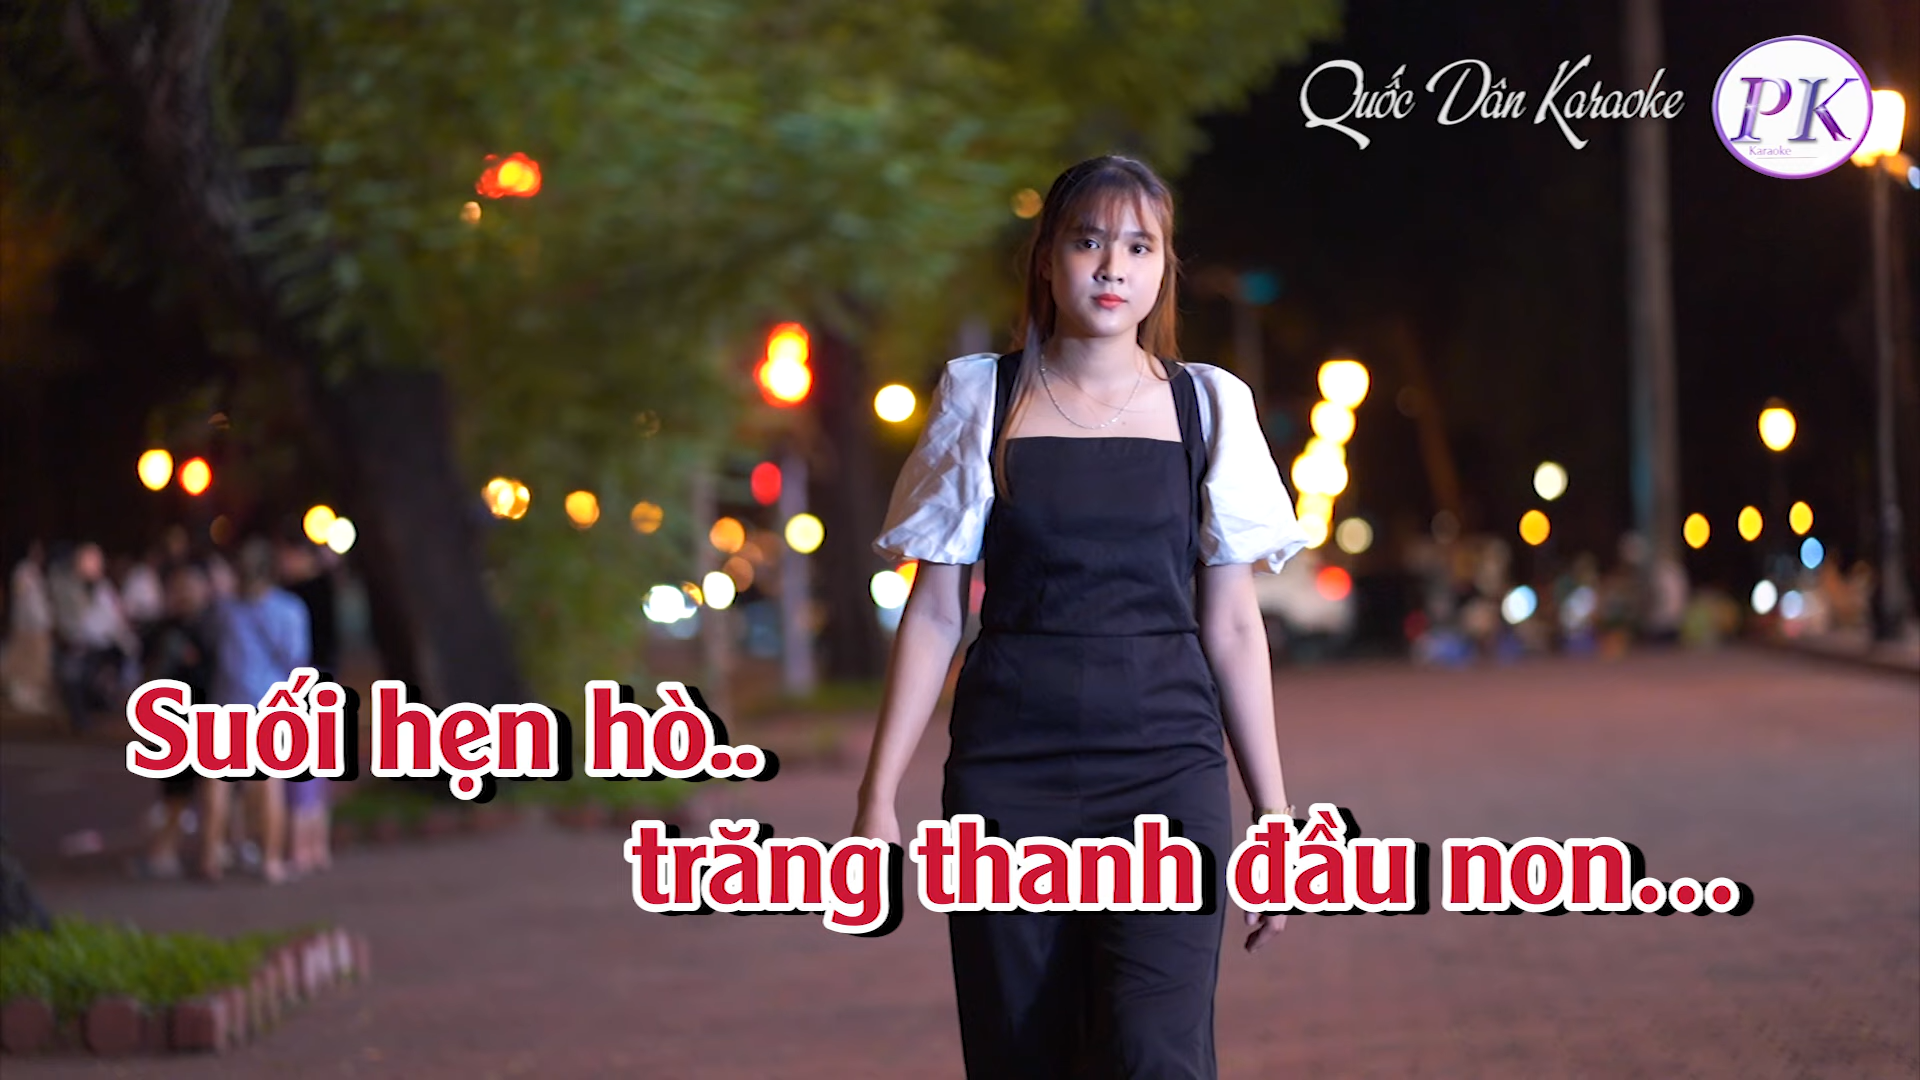 Quốc Dân Karaoke
PK
Karaoke
Suối hẹn hò..
trăng thanh đầu non...